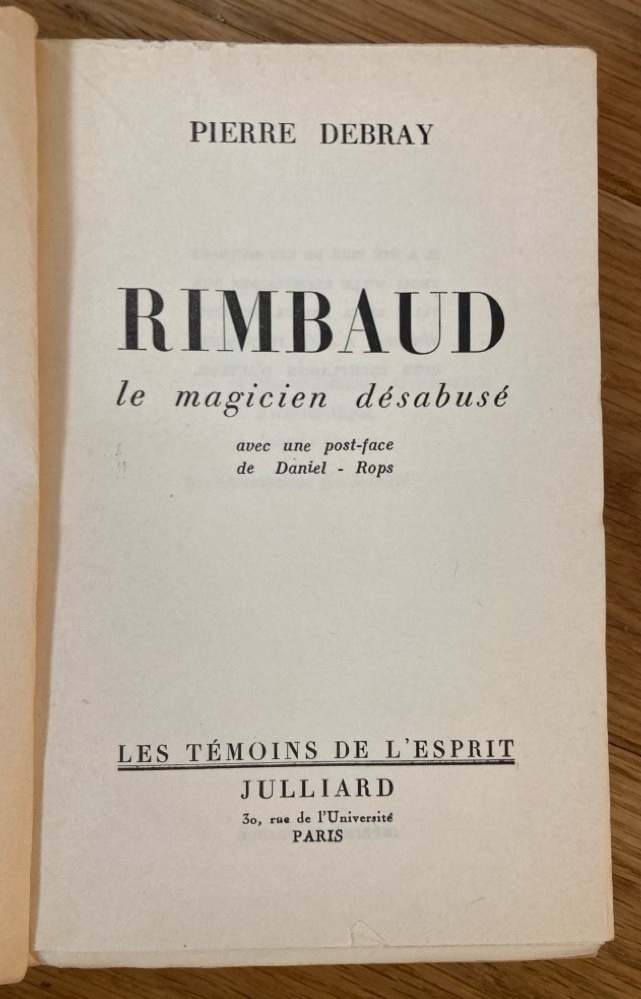 PIERRE DEBRAY
RIMBAUD
le magicien désabusé
avec une post-face
de Daniel - Rops
LES TÉMOINS DE L'ESPRIT
JULLIARD
30, rue de l'Université
PARIS